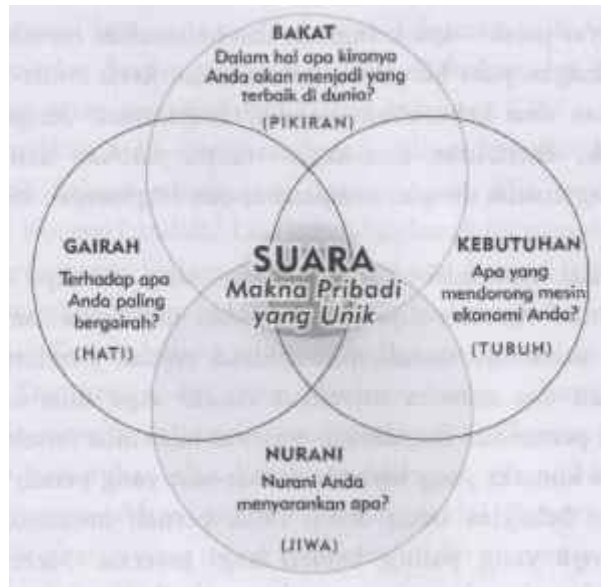 BAKAT
Dalam hal apa kiranya
Anda akan menjadi yang
terbaik di dunia?
(PIKIRAN)
GAIRAH
Terhadap apa
Anda paling
bergairah?
(HATI)
SUARA
Makna Pribadi
yang Unik
KEBUTUHAN
Apa yang
mendorong mesin
ekonomi Anda?
(TUBUH)
NURANI
Nurani Anda
menyarankan apa?
(JIWA)